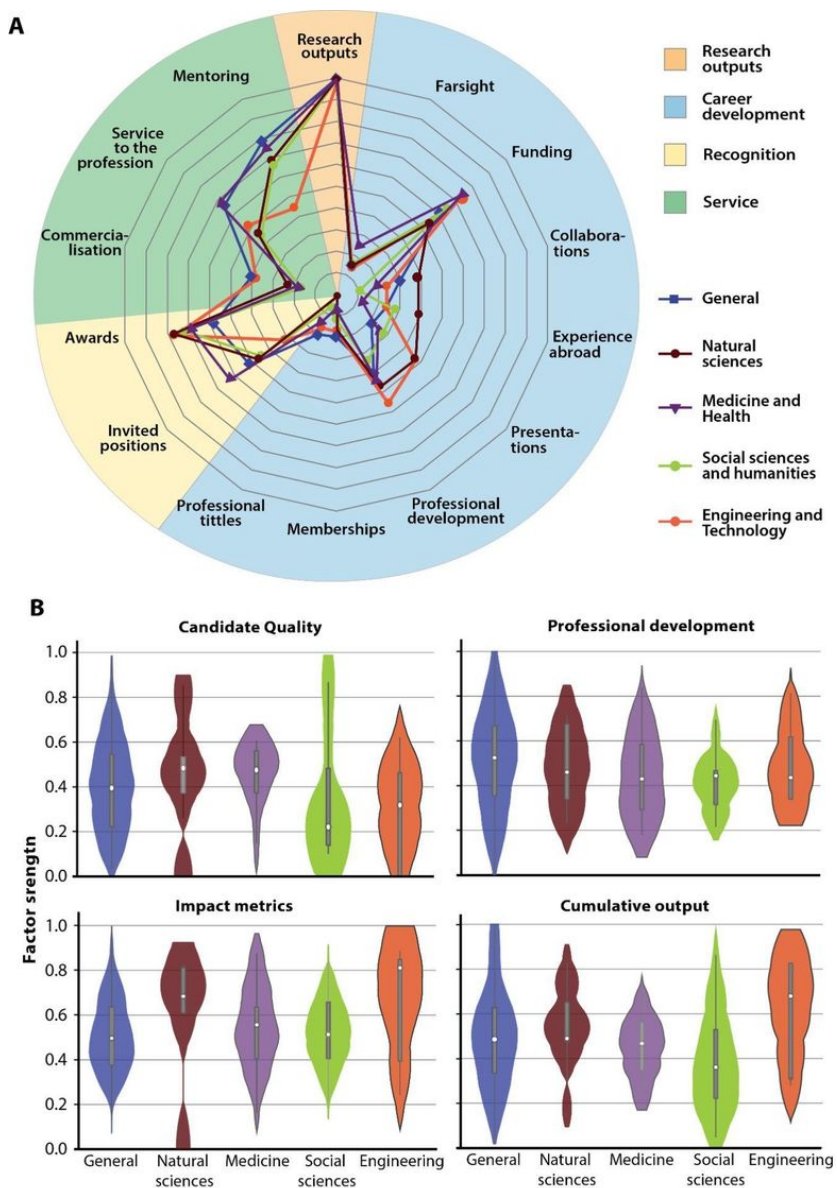 A
Research
outputs
Mentoring
Farsight
Service
to the
profession
Funding
Commercia-
lisation
Collabora-
tions
Awards
Experience
abroad
Invited
positions
Presenta-
tions
Professional
tittles
Memberships
Professional
development
Research
outputs
Career
development
Recognition
Service
General
Natural
sciences
Medicine and
Health
Social sciences
and humanities
Engineering and
Technology
B
Candidate Quality
Professional development
1.0
0.8
0.6
0.4
0.2
0.0
Impact metrics
Cumulative output
Factor srengtn
1.0
0.8
0.6
0.4
0.2
0.0
General
Natural
sciences
Medicine
Social
sciences
Engineering
General
Natural
sciences
Medicine
Social
sciences
Engineering